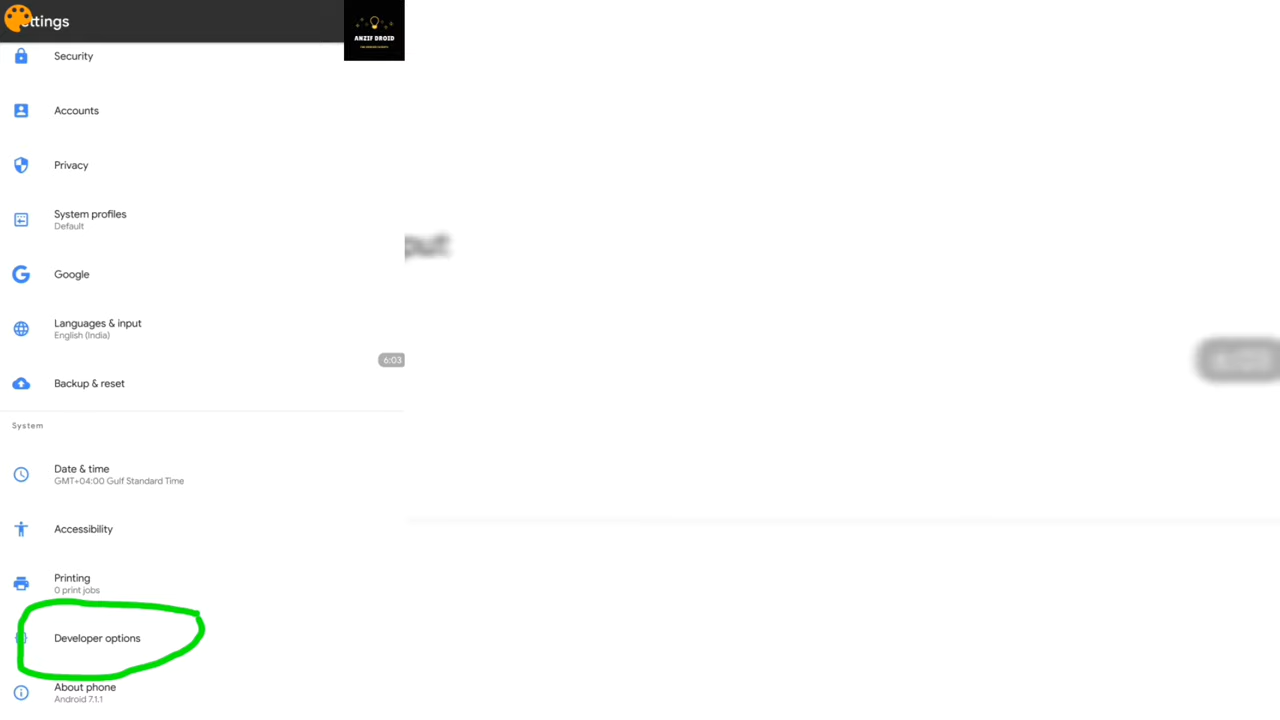 ettings
ANZIF DROID
Security
Accounts
Privacy
System profiles
Default
Google
Languages & input
English (India)
6:03
Backup & reset
System
Date & time
GMT+04:00 Gulf Standard Time
Accessibility
Printing
0 print jobs
Developer options
About phone
Android 7.1.1